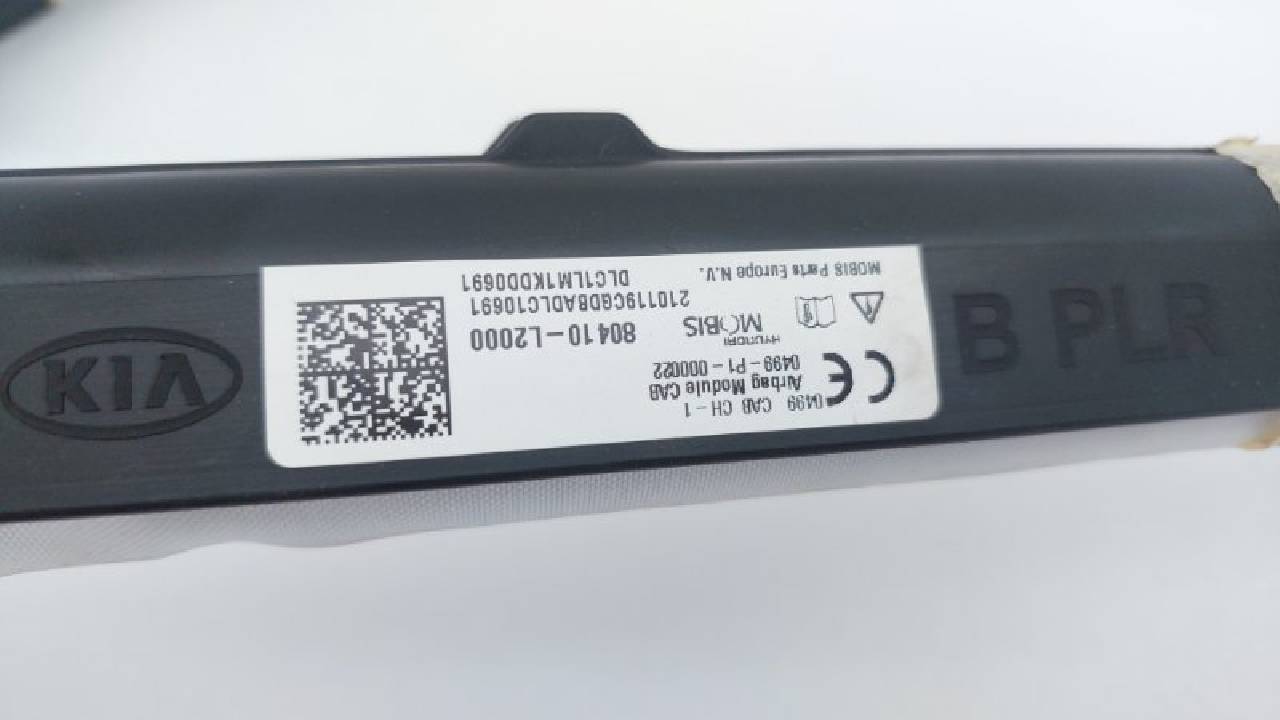 KIA
0499 CAB CH-1
Airbag Module CAB
0499-P1-000022
HYUNDAI
MOBIS
80410-L2000
210119CGD8ADLC10691
DLC1LM1KDD0691
MOBIS Parts Europe N.V.
CE
B PLR